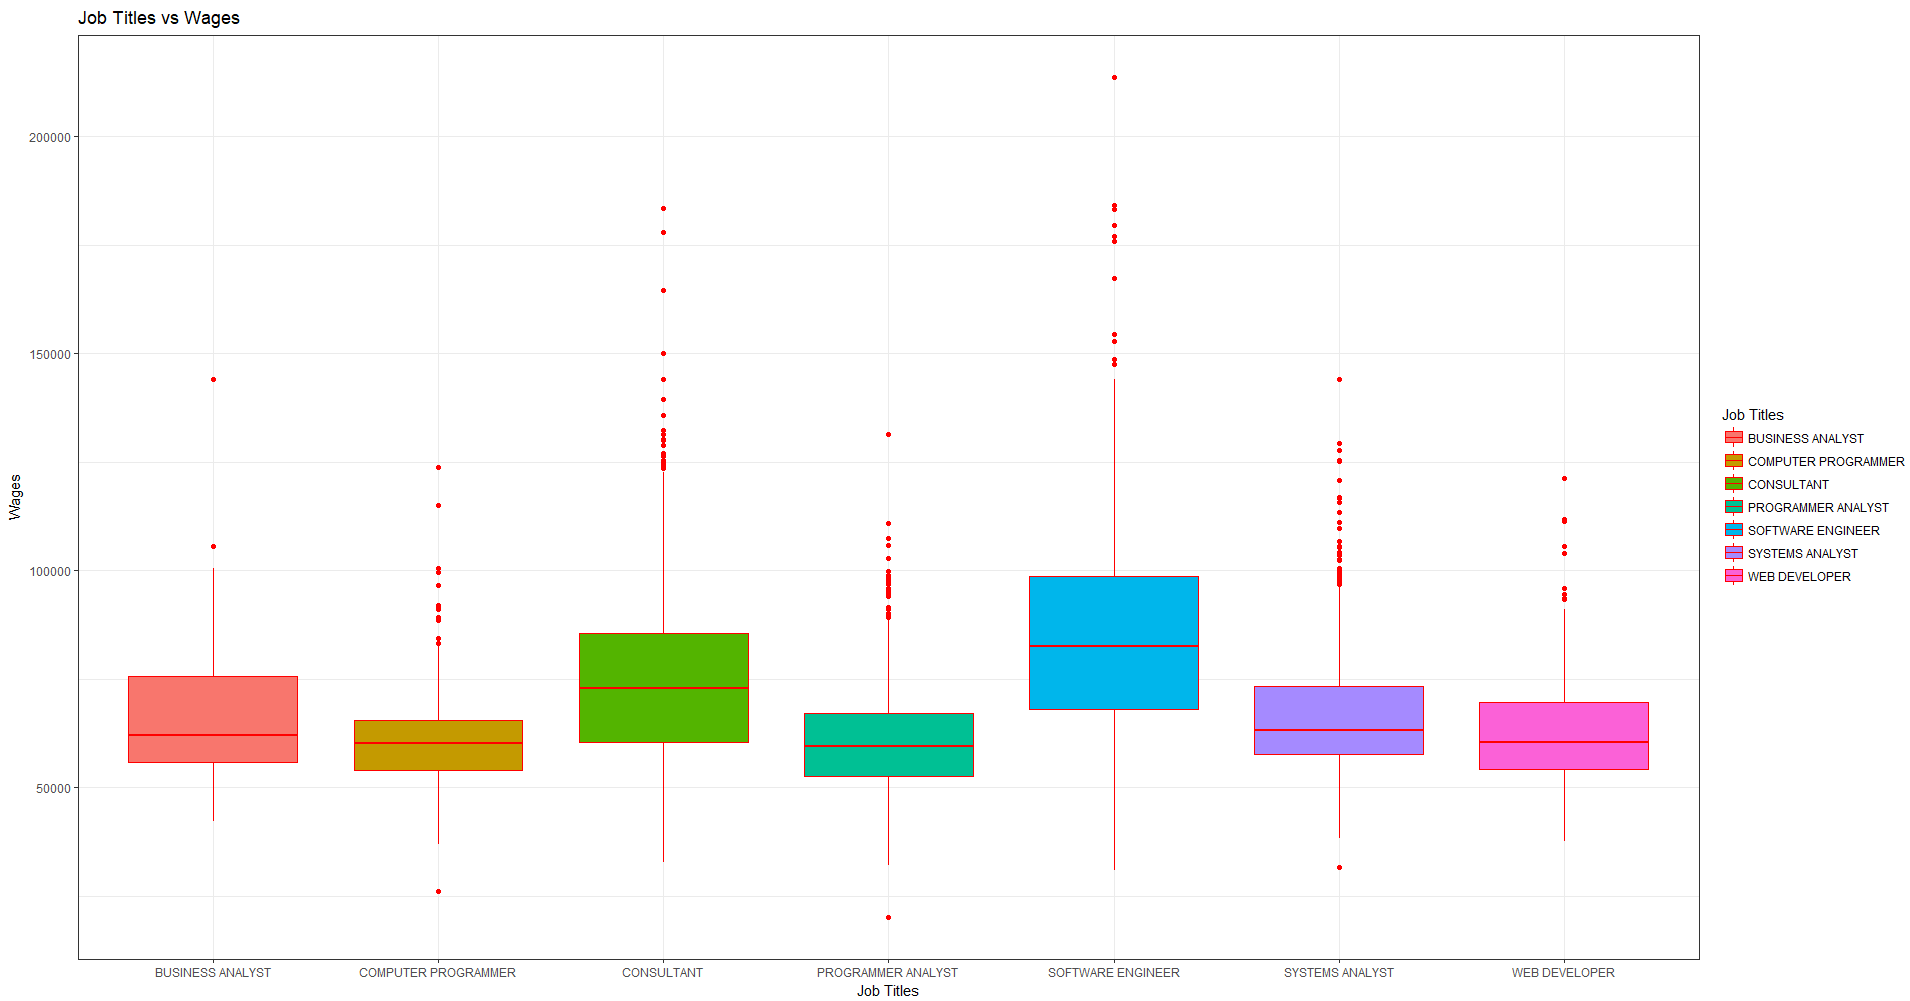 Job Titles vs Wages
200000
150000
100000
50000
Wages
BUSINESS ANALYST
COMPUTER PROGRAMMER
CONSULTANT
PROGRAMMER ANALYST
SOFTWARE ENGINEER
SYSTEMS ANALYST
WEB DEVELOPER
Job Titles
Job Titles
BUSINESS ANALYST
COMPUTER PROGRAMMER
CONSULTANT
PROGRAMMER ANALYST
SOFTWARE ENGINEER
SYSTEMS ANALYST
WEB DEVELOPER